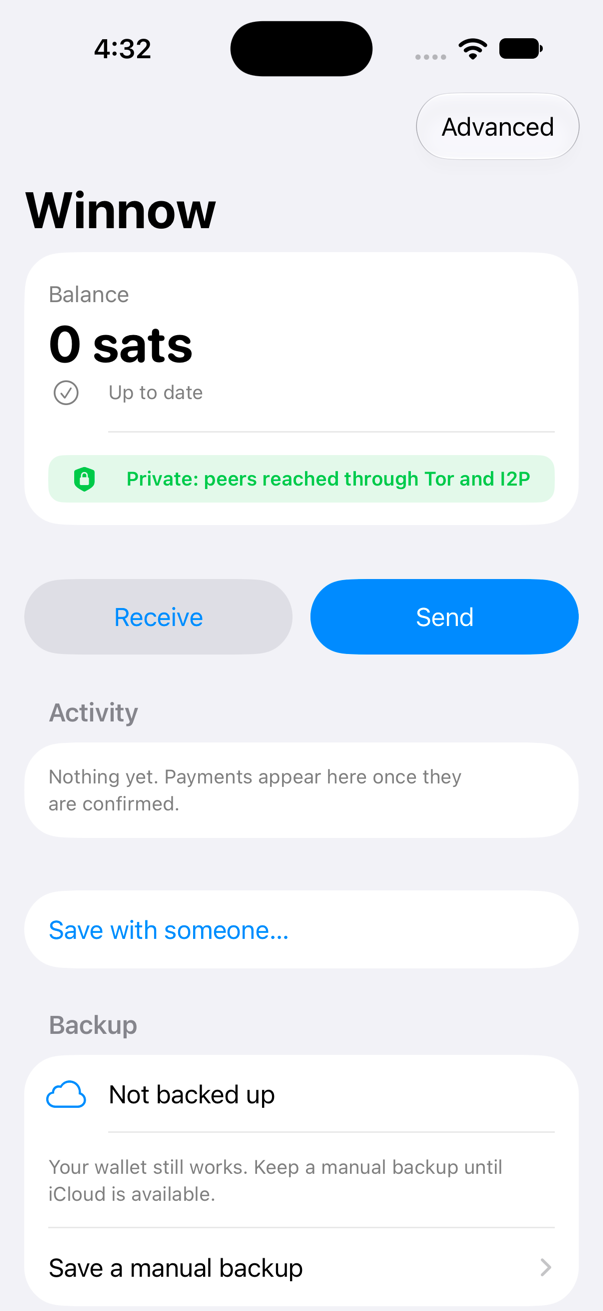 4:32
Advanced
Winnow
Balance
0 sats
Up to date
Private: peers reached through Tor and I2P
Receive
Send
Activity
Nothing yet. Payments appear here once they
are confirmed.
Save with someone...
Backup
Not backed up
Your wallet still works. Keep a manual backup until
iCloud is available.
Save a manual backup